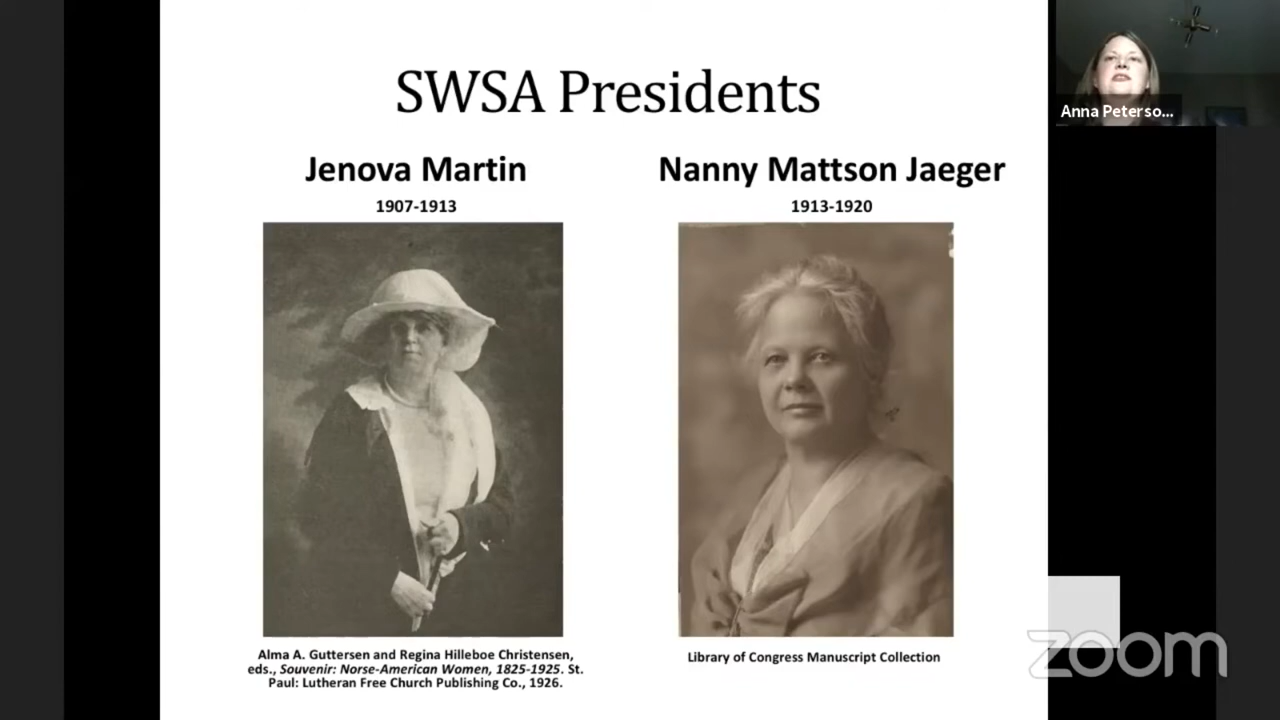 SWSA Presidents
Jenova Martin
1907-1913
Nanny Mattson Jaeger
1913-1920
Alma A. Guttersen and Regina Hilleboe Christensen,
eds., Souvenir: Norse-American Women, 1825-1925. St.
Paul: Lutheran Free Church Publishing Co., 1926.
Library of Congress Manuscript Collection
Anna Peterso...
zoom